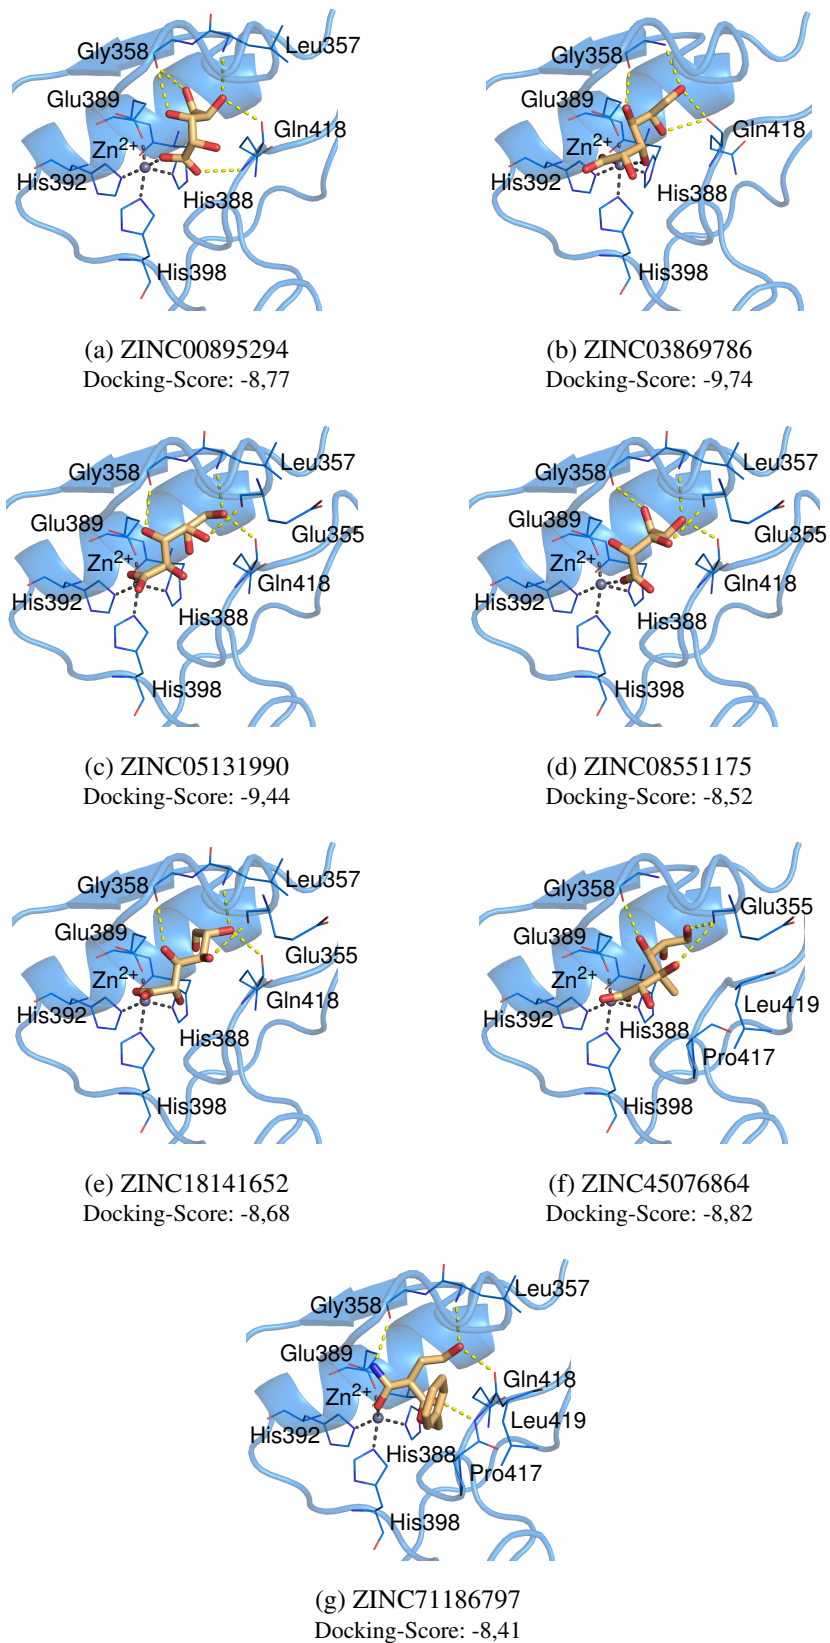 Gly358
Leu357
Glu389
Gln418
Zn2+
His392
His388
His398
(a) ZINC00895294
Docking-Score: -8,77
Gly358
Glu389
Gln418
Zn2+
His392
His388
His398
(b) ZINC03869786
Docking-Score: -9,74
Gly358
Leu357
Glu389
Glu355
Zn2+
Gln418
His392
His388
His398
(c) ZINC05131990
Docking-Score: -9,44
Gly358
Leu357
Glu389
Glu355
Zn2+
Gln418
His392
His388
His398
(d) ZINC08551175
Docking-Score: -8,52
Gly358
Leu357
Glu389
Glu355
Zn2+
Gln418
His392
His388
His398
(e) ZINC18141652
Docking-Score: -8,68
Gly358
Glu355
Glu389
Zn2+
Leu419
His392
His388
Pro417
His398
(f) ZINC45076864
Docking-Score: -8,82
Gly358
Leu357
Glu389
Gln418
Zn2+
Leu419
His392
His388
Pro417
His398
(g) ZINC71186797
Docking-Score: -8,41